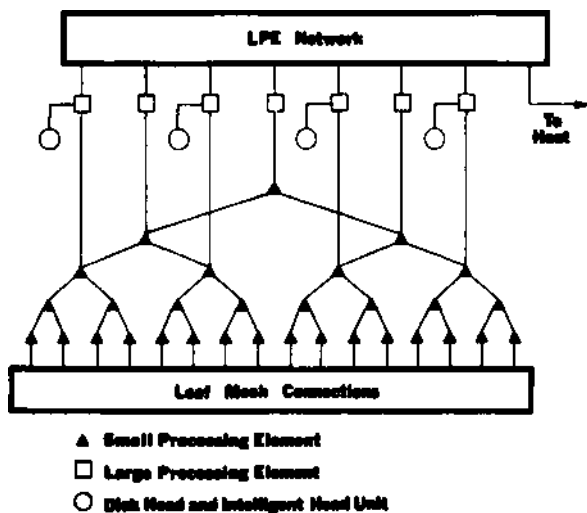 LPE Network
To
Host
Leaf Mesh Connections
Small Processing Element
Large Processing Element
Disk Head and Intelligent Head Unit